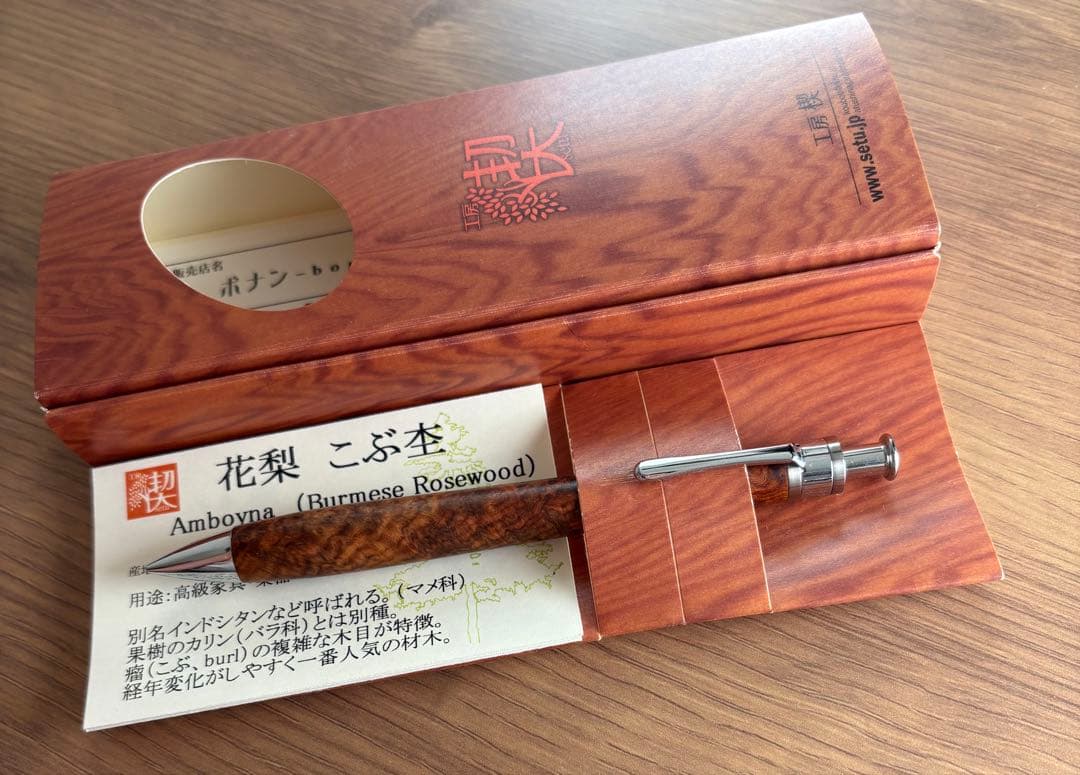 工房 楔
www.setu.jp
工房
楔
販売店名
ボナン-bo
花梨 こぶ杢
Amboyna (Burmese Rosewood)
産地
用途:高級家具
別名インドシタンなど呼ばれる。(マメ科)
果樹のカリン(バラ科)とは別種。
瘤(こぶ、burl)の複雑な木目が特徴。
経年変化がしやすく一番人気の材木。